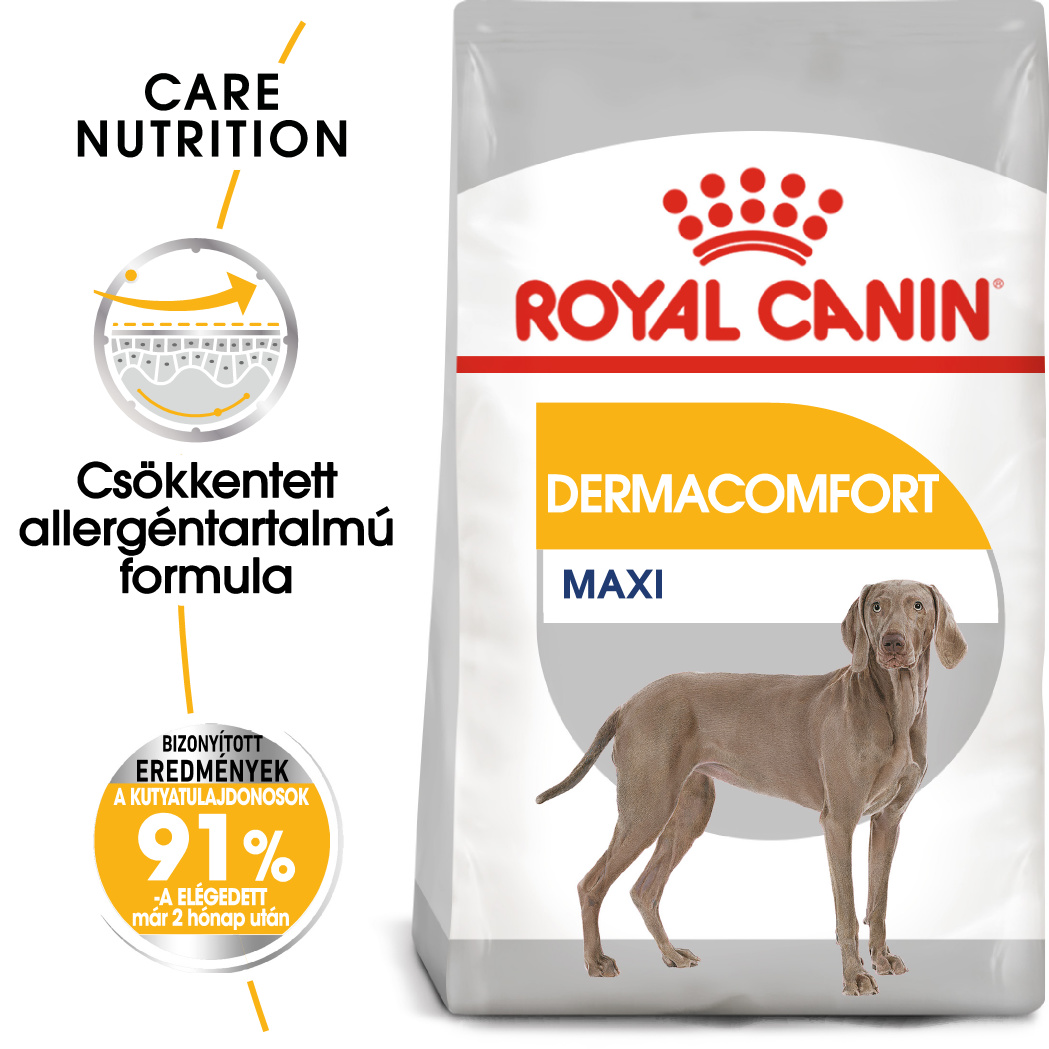 CARE
NUTRITION
Csökkentett
allergéntartalmú
formula
BIZONYÍTOTT
EREDMÉNYEK
A KUTYATULAJDONOSOK
91%
-A ELÉGEDETT
már 2 hónap után
ROYAL CANIN®
DERMACOMFORT
MAXI